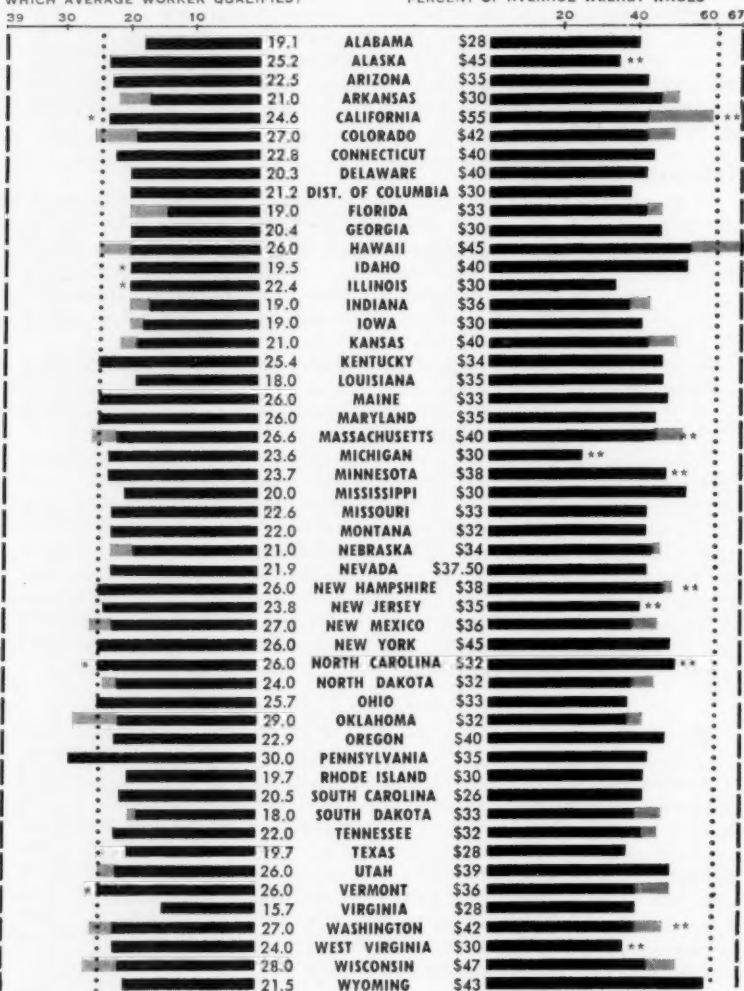 WHICH AVERAGE WORKER QUALIFIES† PERCENT OF AVERAGE WEEKLY WAGES
39 30 20 10 20 40 60 67
19.1 ALABAMA $28
25.2 ALASKA $45 **
22.5 ARIZONA $35
21.0 ARKANSAS $30
* 24.6 CALIFORNIA $55 **
27.0 COLORADO $42
22.8 CONNECTICUT $40
20.3 DELAWARE $40
21.2 DIST. OF COLUMBIA $30
19.0 FLORIDA $33
20.4 GEORGIA $30
26.0 HAWAII $45
* 19.5 IDAHO $40
* 22.4 ILLINOIS $30
19.0 INDIANA $36
19.0 IOWA $30
21.0 KANSAS $40
25.4 KENTUCKY $34
18.0 LOUISIANA $35
26.0 MAINE $33
26.0 MARYLAND $35
26.6 MASSACHUSETTS $40 **
23.6 MICHIGAN $30 **
23.7 MINNESOTA $38 **
20.0 MISSISSIPPI $30
22.6 MISSOURI $33
22.0 MONTANA $32
21.0 NEBRASKA $34
21.9 NEVADA $37.50
26.0 NEW HAMPSHIRE $38 **
23.8 NEW JERSEY $35 **
27.0 NEW MEXICO $36
26.0 NEW YORK $45
* 26.0 NORTH CAROLINA $32 **
24.0 NORTH DAKOTA $32
25.7 OHIO $33
29.0 OKLAHOMA $32
22.9 OREGON $40
30.0 PENNSYLVANIA $35
19.7 RHODE ISLAND $30
20.5 SOUTH CAROLINA $26
18.0 SOUTH DAKOTA $33
22.0 TENNESSEE $32
19.7 TEXAS $28
26.0 UTAH $39
* 26.0 VERMONT $36
15.7 VIRGINIA $28
27.0 WASHINGTON $42 **
24.0 WEST VIRGINIA $30 **
28.0 WISCONSIN $47
21.5 WYOMING $43